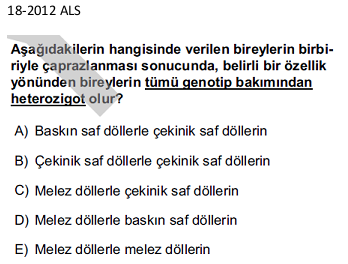 18-2012 ALS
Aşağıdakilerin hangisinde verilen bireylerin birbi-
riyle çaprazlanması sonucunda, belirli bir özellik
yönünden bireylerin tümü genotip bakımından
heterozigot olur?
A) Baskın saf döllerle çekinik saf döllerin
B) Çekinik saf döllerle çekinik saf döllerin
C) Melez döllerle çekinik saf döllerin
D) Melez döllerle baskın saf döllerin
E) Melez döllerle melez döllerin